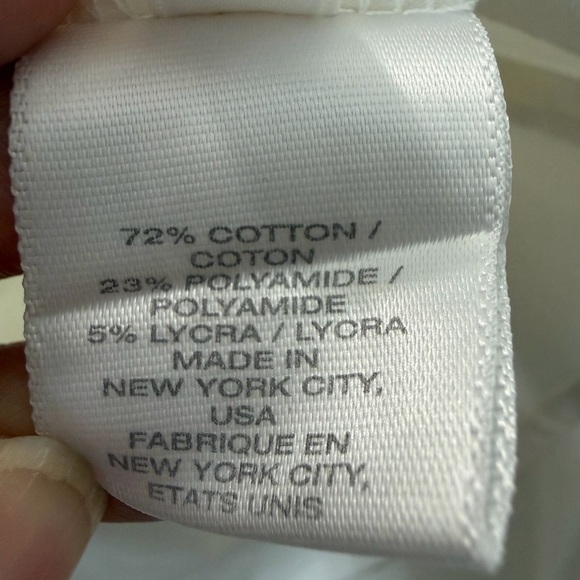 72% COTTON /
COTON
23% POLYAMIDE /
POLYAMIDE
5% LYCRA / LYCRA
MADE IN
NEW YORK CITY,
USA
FABRIQUE EN
NEW YORK CITY,
ETATS UNIS